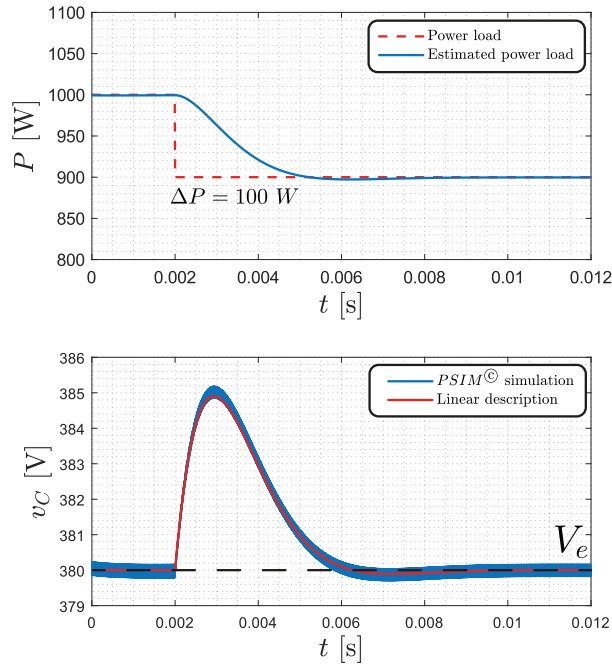 1100
1000
950
900
850
800
P [W]
Power load
Estimated power load
ΔP = 100 W
0
0.002
0.004
0.006
0.008
0.01
0.012
t [s]
386
385
384
383
382
381
380
379
v_C [V]
PSIM© simulation
Linear description
V_e
0
0.002
0.004
0.006
0.008
0.01
0.012
t [s]